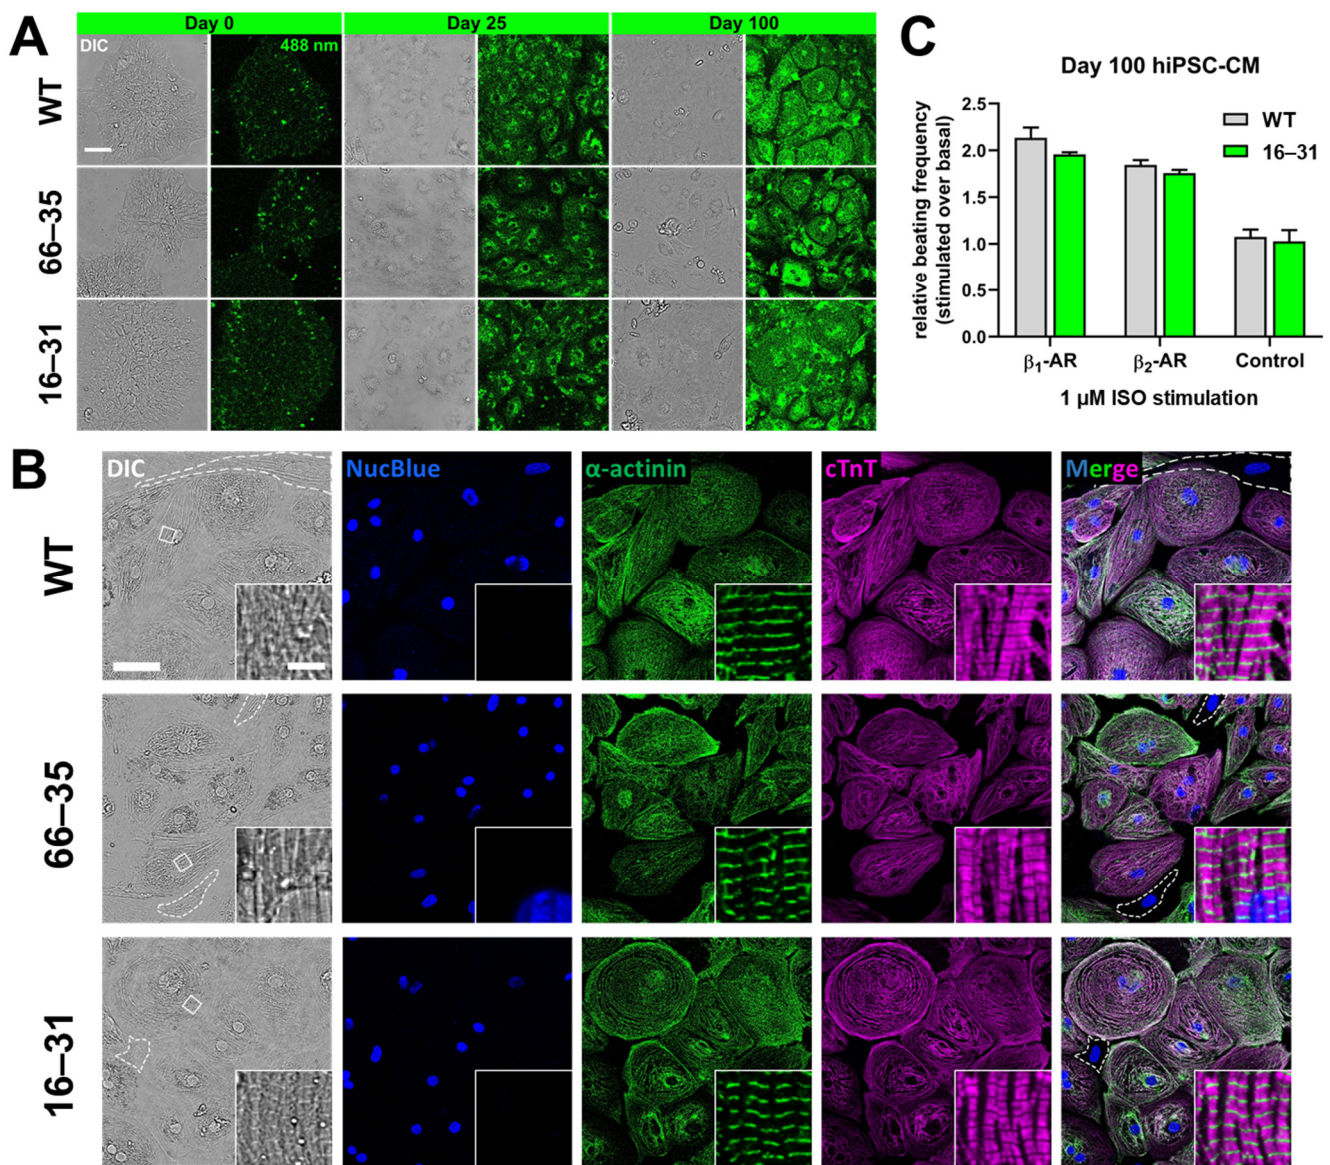 A
Day 0
Day 25
Day 100
DIC
488 nm
WT
66–35
16–31
C
Day 100 hiPSC-CM
relative beating frequency
(stimulated over basal)
2.5
2.0
1.5
1.0
0.5
0.0
WT
16–31
β₁-AR
β₂-AR
Control
1 µM ISO stimulation
B
DIC
NucBlue
α-actinin
cTnT
Merge
WT
66–35
16–31